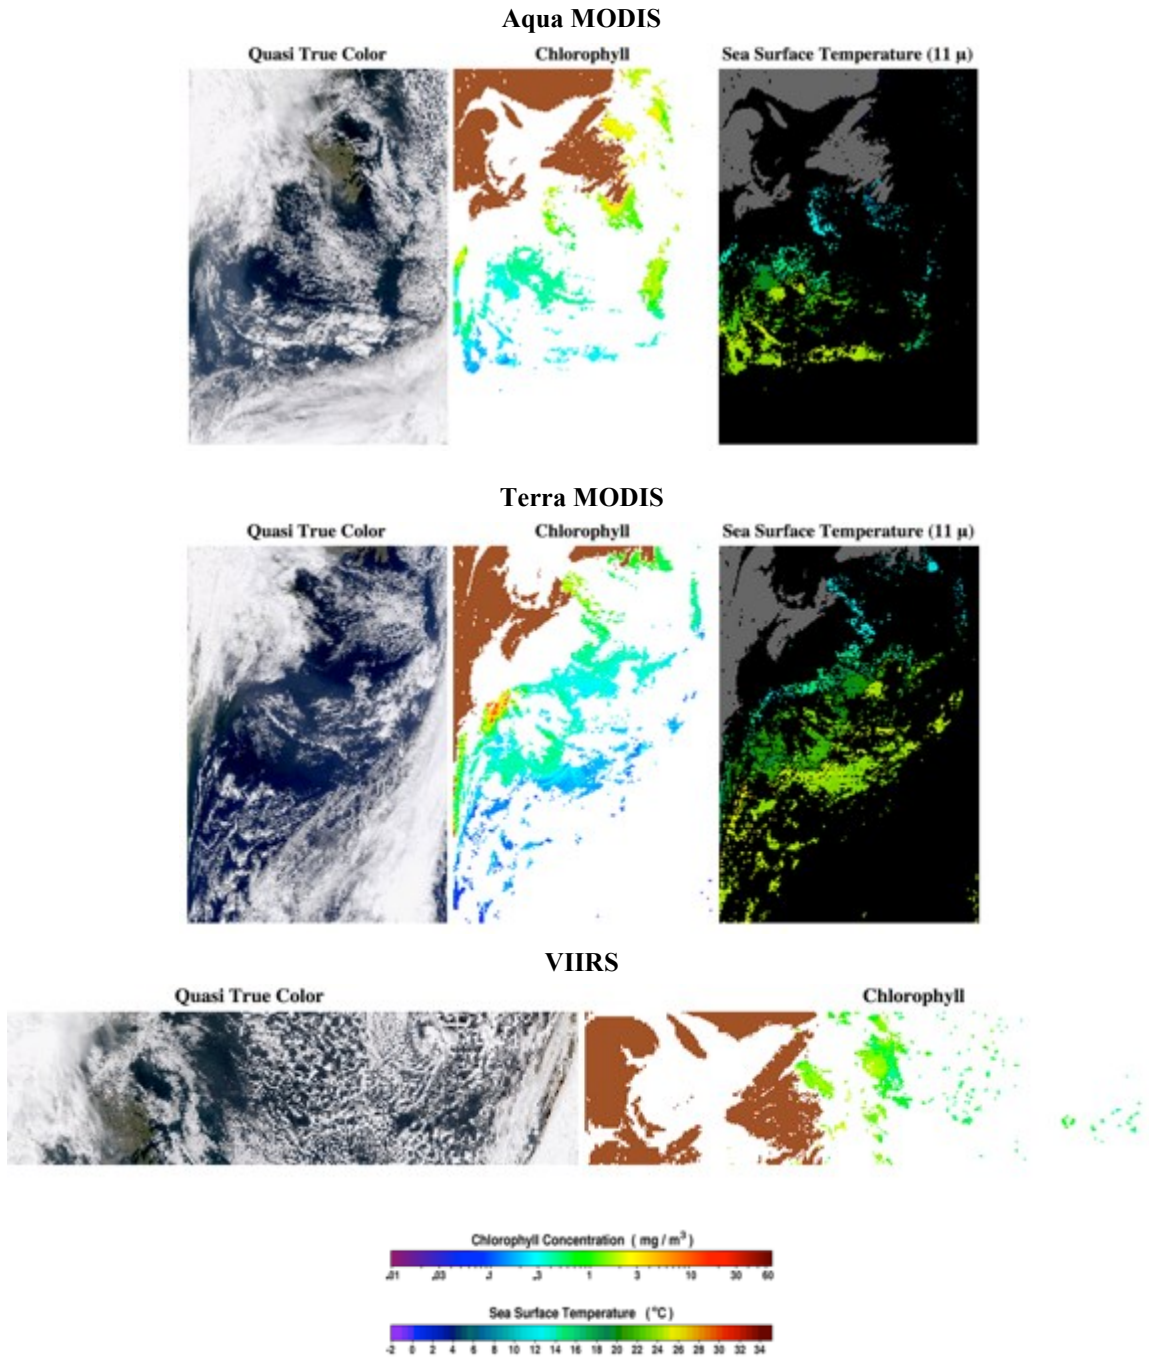 Aqua MODIS
Quasi True Color Chlorophyll Sea Surface Temperature (11 µ)
Terra MODIS
Quasi True Color Chlorophyll Sea Surface Temperature (11 µ)
VIIRS
Quasi True Color Chlorophyll
Chlorophyll Concentration ( mg / m³ )
.01 .03 .1 .3 1 3 10 30 60
Sea Surface Temperature (°C)
-2 0 2 4 6 8 10 12 14 16 18 20 22 24 26 28 30 32 34